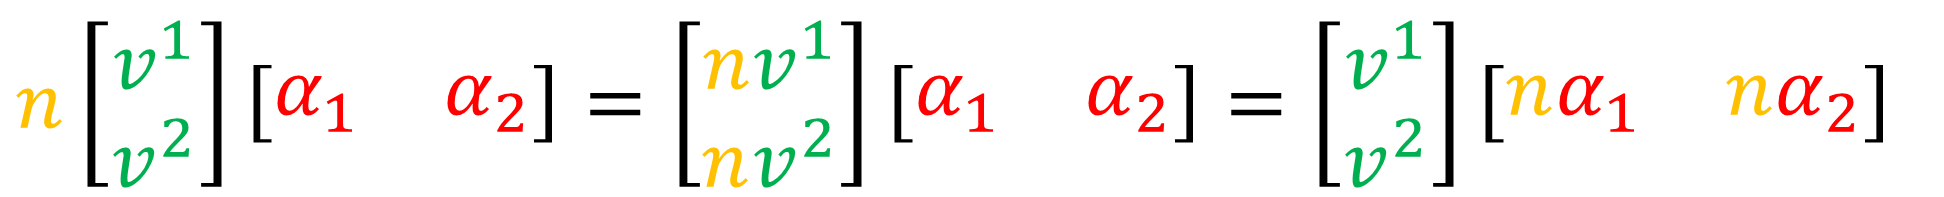 n [v¹ v²] [α₁ α₂] = [nv¹ nv²] [α₁ α₂] = [v¹ v²] [nα₁ nα₂]